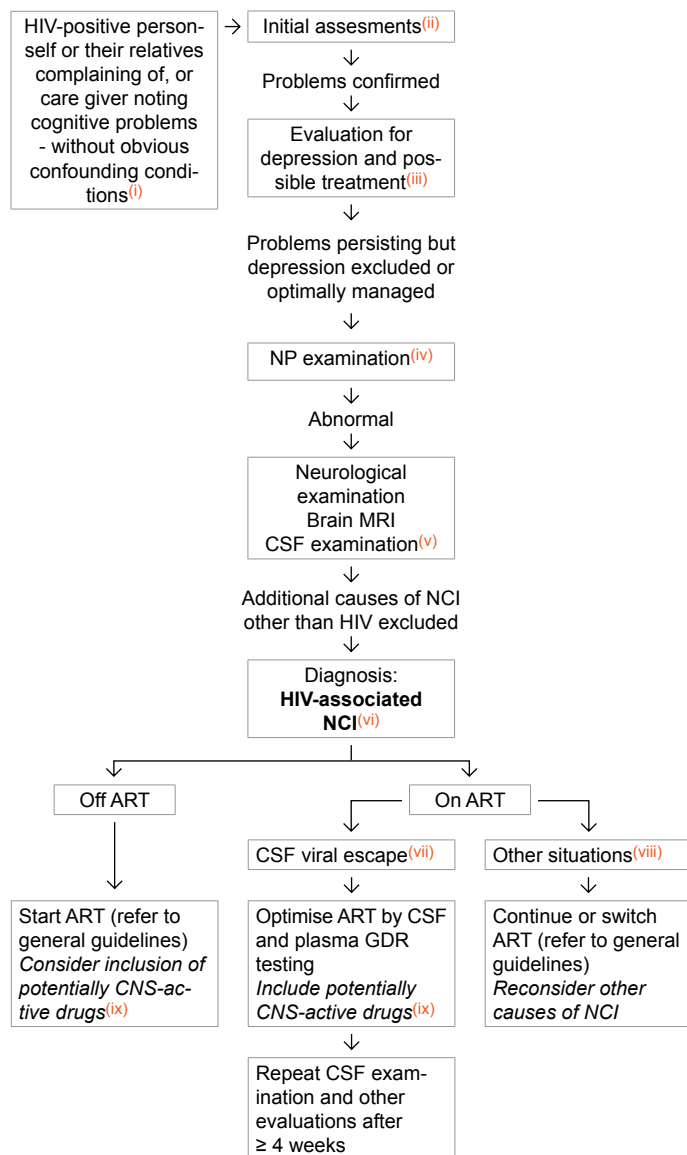 HIV-positive person-
self or their relatives
complaining of, or
care giver noting
cognitive problems
- without obvious
confounding condi-
tions(i)
Initial assesments(ii)
Problems confirmed
Evaluation for
depression and pos-
sible treatment(iii)
Problems persisting but
depression excluded or
optimally managed
NP examination(iv)
Abnormal
Neurological
examination
Brain MRI
CSF examination(v)
Additional causes of NCI
other than HIV excluded
Diagnosis:
HIV-associated
NCI(vi)
Off ART
On ART
CSF viral escape(vii)
Other situations(viii)
Start ART (refer to
general guidelines)
Consider inclusion of
potentially CNS-ac-
tive drugs(ix)
Optimise ART by CSF
and plasma GDR
testing
Include potentially
CNS-active drugs(ix)
Continue or switch
ART (refer to general
guidelines)
Reconsider other
causes of NCI
Repeat CSF exam-
ination and other
evaluations after
≥ 4 weeks